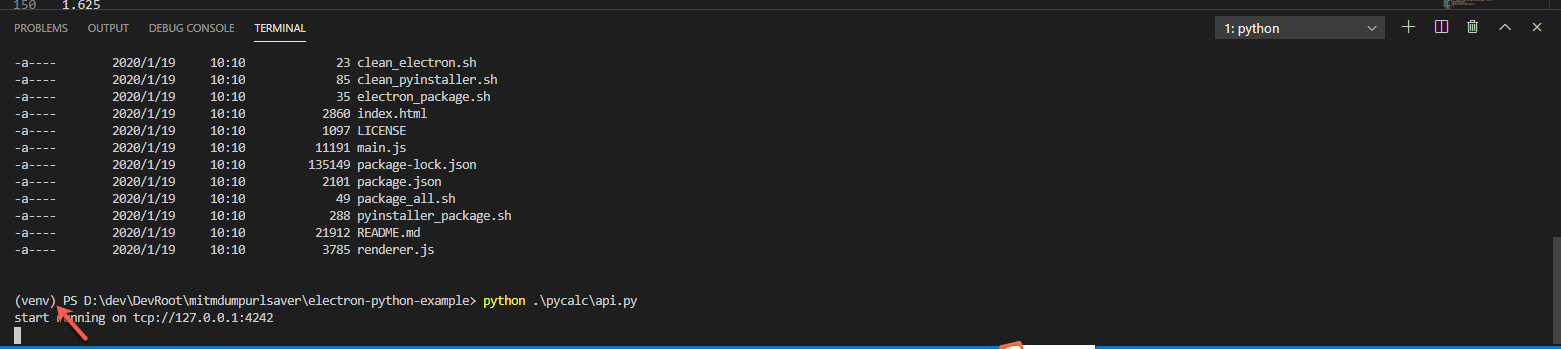 150 1.625
PROBLEMS OUTPUT DEBUG CONSOLE TERMINAL 1: python
-a---- 2020/1/19 10:10 23 clean_electron.sh
-a---- 2020/1/19 10:10 85 clean_pyinstaller.sh
-a---- 2020/1/19 10:10 35 electron_package.sh
-a---- 2020/1/19 10:10 2860 index.html
-a---- 2020/1/19 10:10 1097 LICENSE
-a---- 2020/1/19 10:10 11191 main.js
-a---- 2020/1/19 10:10 135149 package-lock.json
-a---- 2020/1/19 10:10 2101 package.json
-a---- 2020/1/19 10:10 49 package_all.sh
-a---- 2020/1/19 10:10 288 pyinstaller_package.sh
-a---- 2020/1/19 10:10 21912 README.md
-a---- 2020/1/19 10:10 3785 renderer.js
(venv) PS D:\dev\DevRoot\mitmdumpurlsaver\electron-python-example> python .\pycalc\api.py
start running on tcp://127.0.0.1:4242